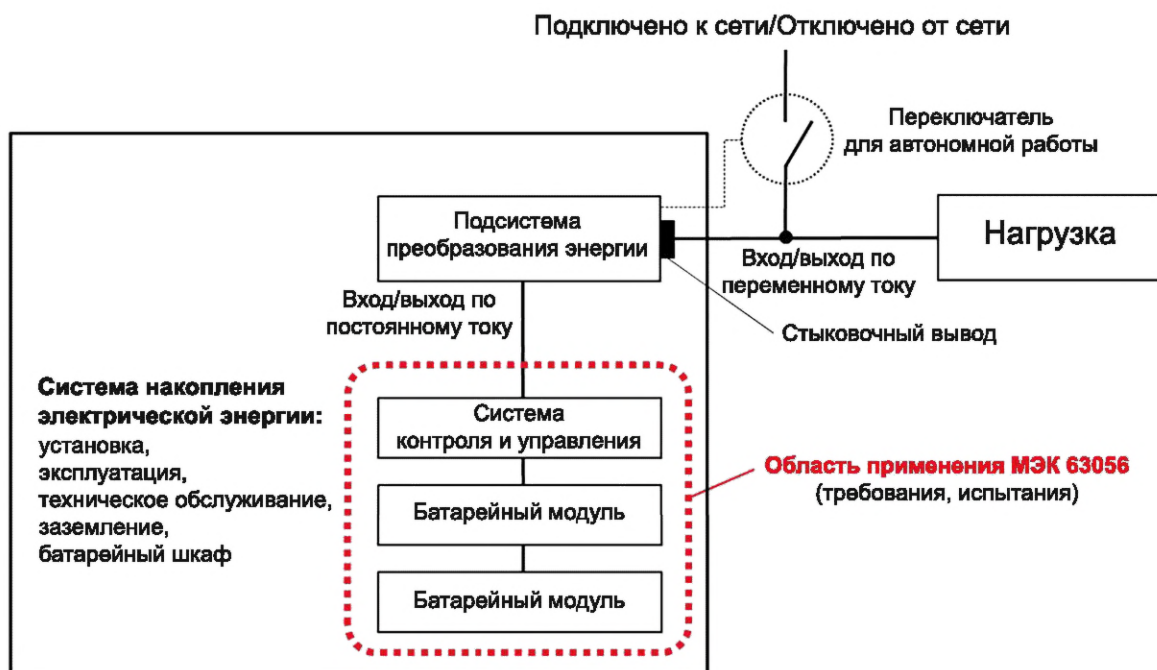 Подключено к сети/Отключено от сети
Переключатель
для автономной работы
Подсистема
преобразования энергии
Нагрузка
Вход/выход по
переменному току
Вход/выход по
постоянному току
Стыковочный вывод
Система накопления
электрической энергии:
установка,
эксплуатация,
техническое обслуживание,
заземление,
батарейный шкаф
Система
контроля и управления
Батарейный модуль
Батарейный модуль
Область применения МЭК 63056
(требования, испытания)